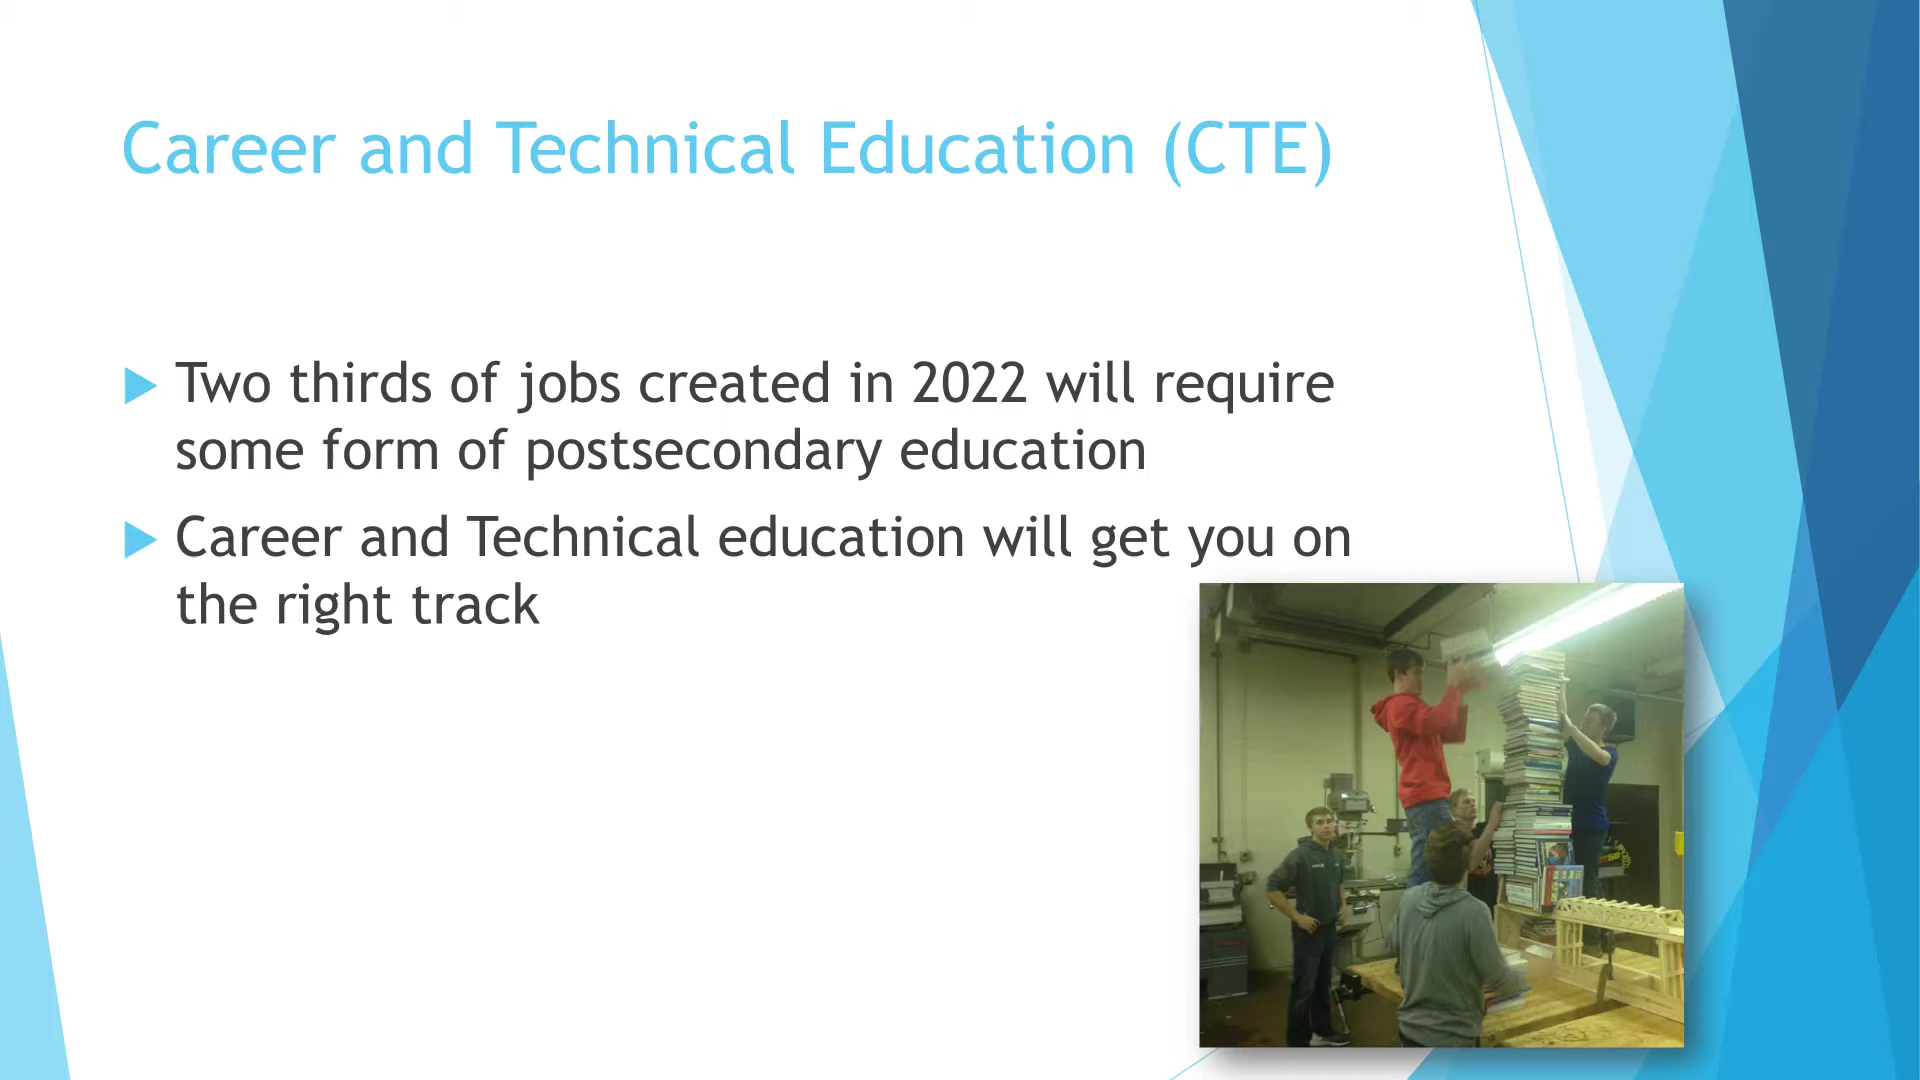 Career and Technical Education (CTE)
Two thirds of jobs created in 2022 will require
some form of postsecondary education
Career and Technical education will get you on
the right track